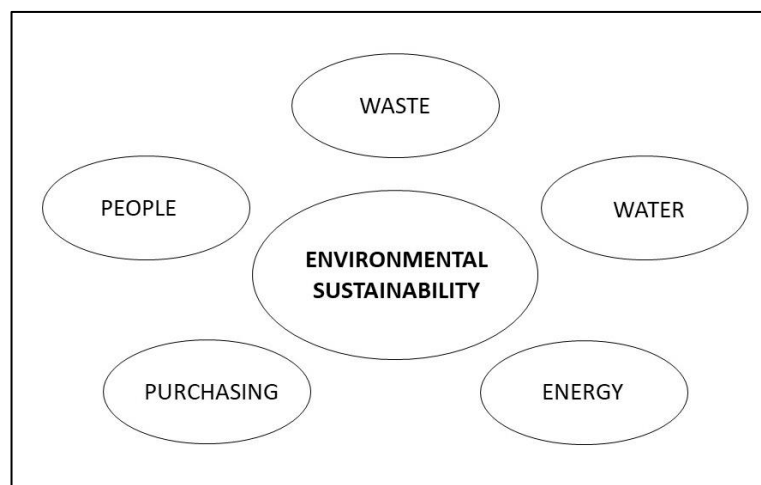 WASTE
PEOPLE
WATER
ENVIRONMENTAL
SUSTAINABILITY
PURCHASING
ENERGY